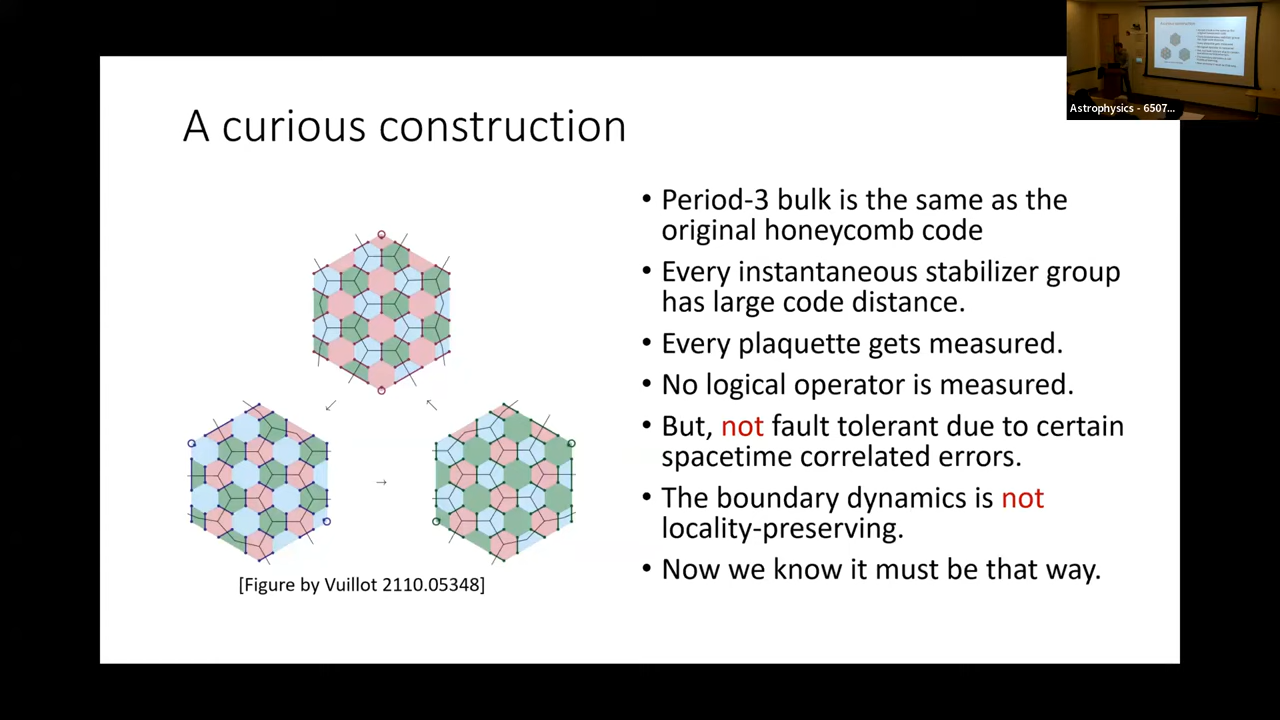 A curious construction
• Period-3 bulk is the same as the
original honeycomb code
• Every instantaneous stabilizer group
has large code distance.
• Every plaquette gets measured.
• No logical operator is measured.
• But, not fault tolerant due to certain
spacetime correlated errors.
• The boundary dynamics is not
locality-preserving.
• Now we know it must be that way.
[Figure by Vuillot 2110.05348]
Astrophysics - 6507...